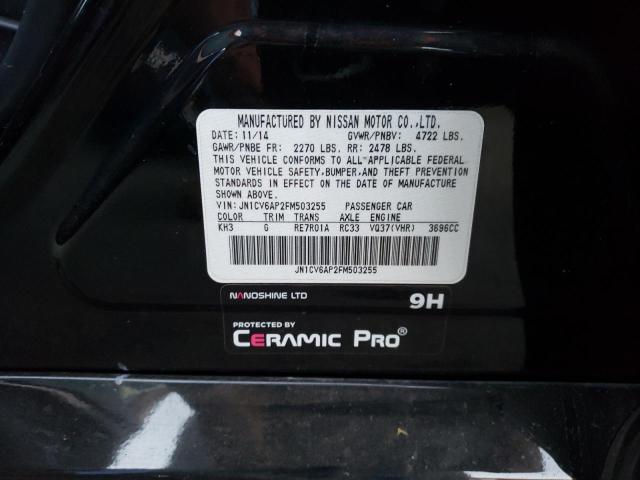 MANUFACTURED BY NISSAN MOTOR CO.,LTD.
DATE: 11/14 GVWR/PNBV: 4722 LBS.
GAWR/PNBE FR: 2270 LBS. RR: 2478 LBS.
THIS VEHICLE CONFORMS TO ALL APPLICABLE FEDERAL
MOTOR VEHICLE SAFETY,BUMPER,AND THEFT PREVENTION
STANDARDS IN EFFECT ON THE DATE OF MANUFACTURE
SHOWN ABOVE.
VIN: JN1CV6AP2FM503255 PASSENGER CAR
COLOR TRIM TRANS AXLE ENGINE
KH3 G RE7R01A RC33 VQ37(VHR) 3696CC
JN1CV6AP2FM503255
NANOSHINE LTD 9H
PROTECTED BY
CERAMIC PRO®